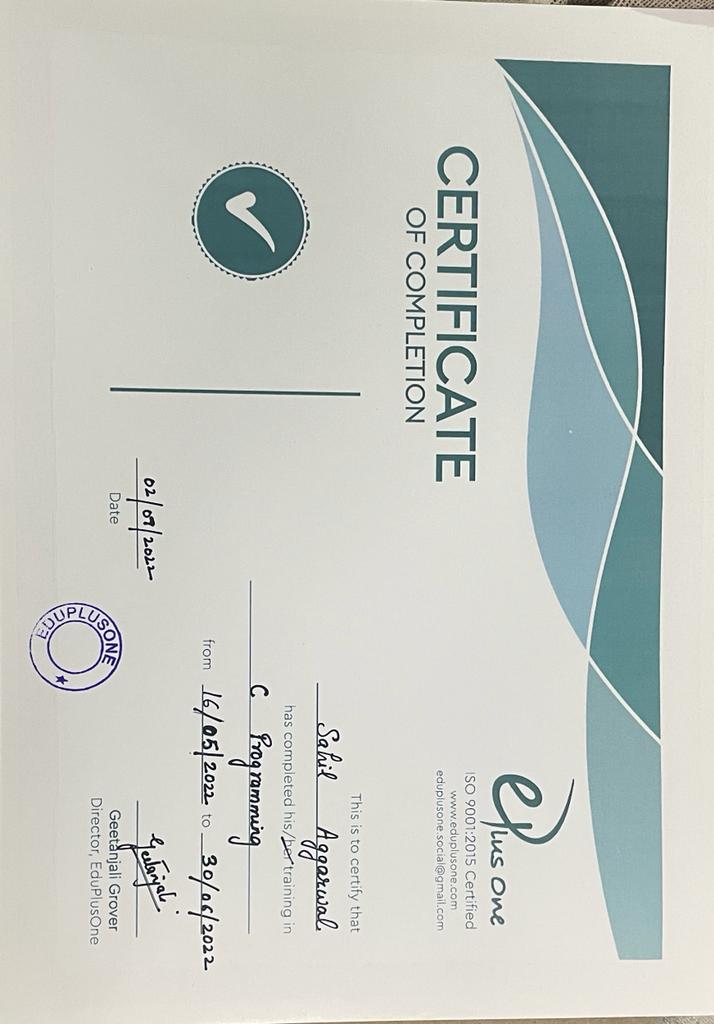 ePlus One
ISO 9001:2015 Certified
www.eduplusone.com
eduplusone.social@gmail.com
CERTIFICATE
OF COMPLETION
This is to certify that
Sahil Aggarwal
has completed his/her training in
C Programming
from 16/05/2022 to 30/06/2022
02/09/2022
Date
EDUPLUSONE
Geetanjali
Geetanjali Grover
Director, EduPlusOne